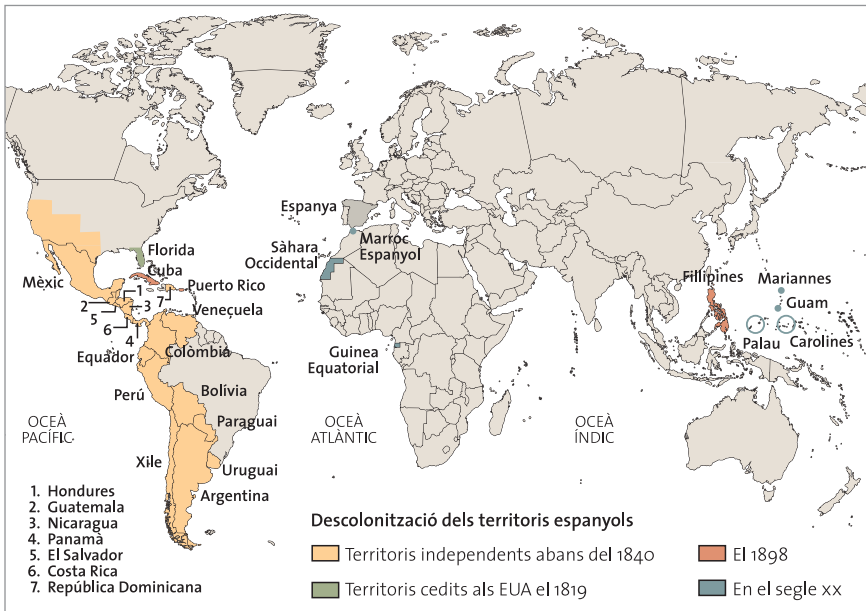 Espanya
Sàhara
Occidental
Marroc
Espanyol
Florida
Cuba
Mèxic
Puerto Rico
1
2
3
5
7
6
4
Veneçuela
Fillipines
Mariannes
Guam
Palau
Carolines
Equador
Colòmbia
Guinea
Equatorial
Perú
Bolívia
OCEÀ
PACÍFIC
Paraguai
OCEÀ
ATLÀNTIC
OCEÀ
ÍNDIC
Xile
Uruguai
Argentina
1. Hondures
2. Guatemala
3. Nicaragua
4. Panamà
5. El Salvador
6. Costa Rica
7. República Dominicana
Descolonització dels territoris espanyols
Territoris independents abans del 1840
El 1898
Territoris cedits als EUA el 1819
En el segle XX